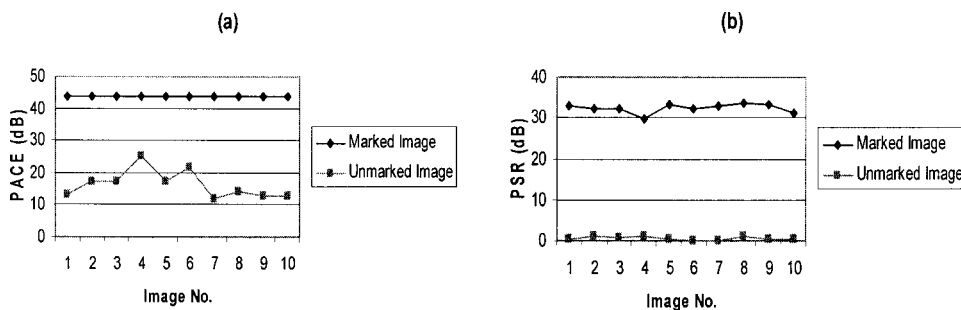 (a)
50
40
30
20
10
0
PACE (dB)
1 2 3 4 5 6 7 8 9 10
Image No.
Marked Image
Unmarked Image
(b)
40
30
20
10
0
PSR (dB)
1 2 3 4 5 6 7 8 9 10
Image No.
Marked Image
Unmarked Image